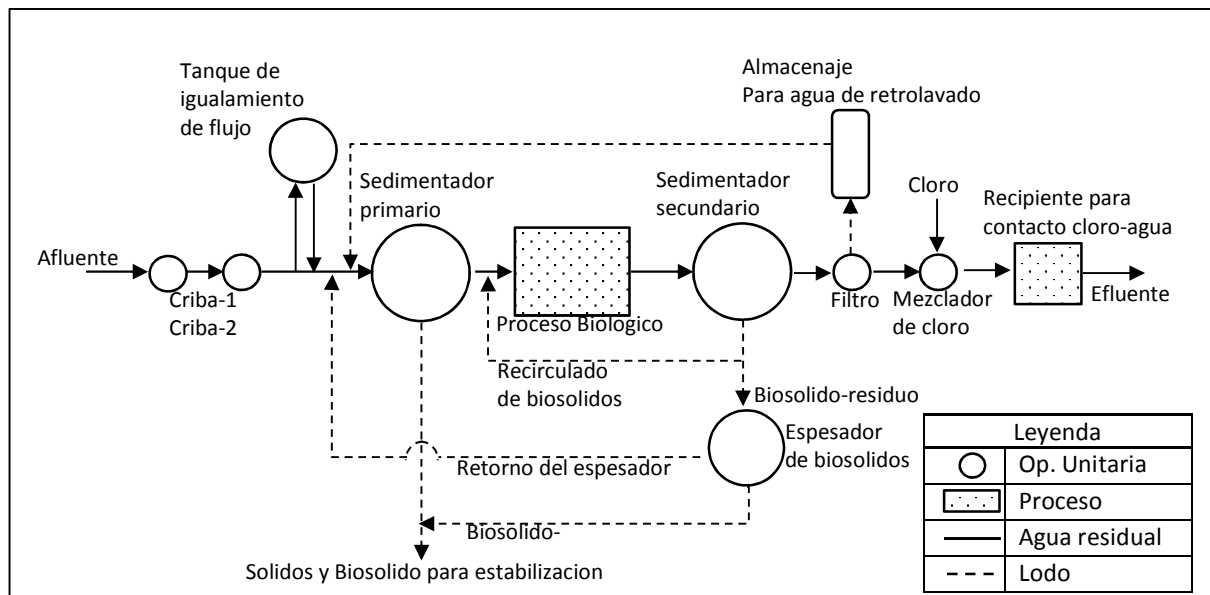 Tanque de
igualamiento
de flujo
Almacenaje
Para agua de retrolavado
Sedimentador
primario
Sedimentador
secundario
Cloro
Recipiente para
contacto cloro-agua
Afluente
Criba-1
Criba-2
Proceso Biologico
Filtro
Mezclador
de cloro
Efluente
Recirculado
de biosolidos
Biosolido-residuo
Espesador
de biosolidos
Retorno del espesador
Biosolido-
Solidos y Biosolido para estabilizacion
Leyenda
Op. Unitaria
Proceso
Agua residual
Lodo